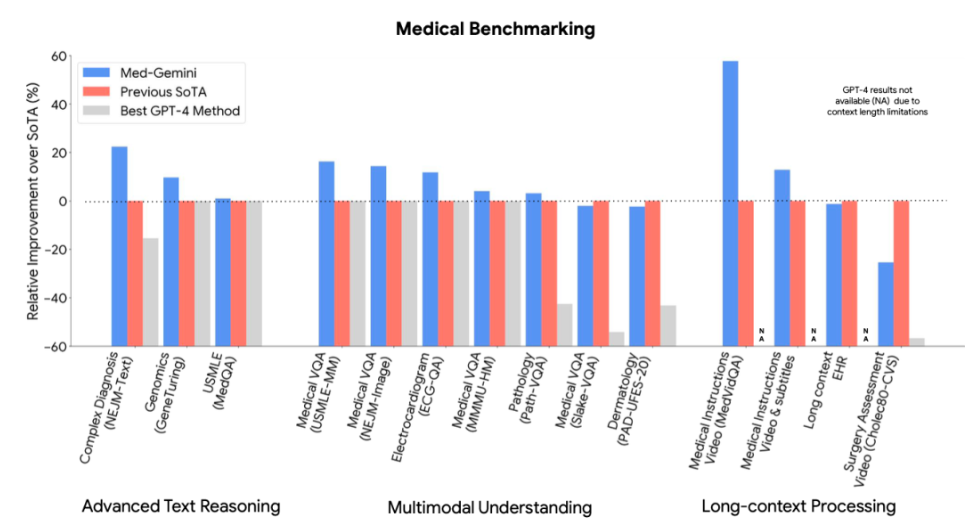 Medical Benchmarking
Relative Improvement over SoTA (%)
60
40
20
0
−20
−40
−60
Med-Gemini
Previous SoTA
Best GPT-4 Method
GPT-4 results not
available (NA) due to
context length limitations
N
A
N
A
N
A
Complex Diagnosis
(NEJM-Text)
Genomics
(GeneTuring)
USMLE
(MedQA)
Medical VQA
(USMLE-MM)
Medical VQA
(NEJM-Image)
Electrocardiogram
(ECG-QA)
Medical VQA
(MMMU-HM)
Pathology
(Path-VQA)
Medical VQA
(Slake-VQA)
Dermatology
(PAD-UFES-20)
Medical Instructions
Video (MedVidQA)
Medical Instructions
Video & subtitles
Long context
EHR
Surgery Assessment
Video (Cholec80-CVS)
Advanced Text Reasoning
Multimodal Understanding
Long-context Processing